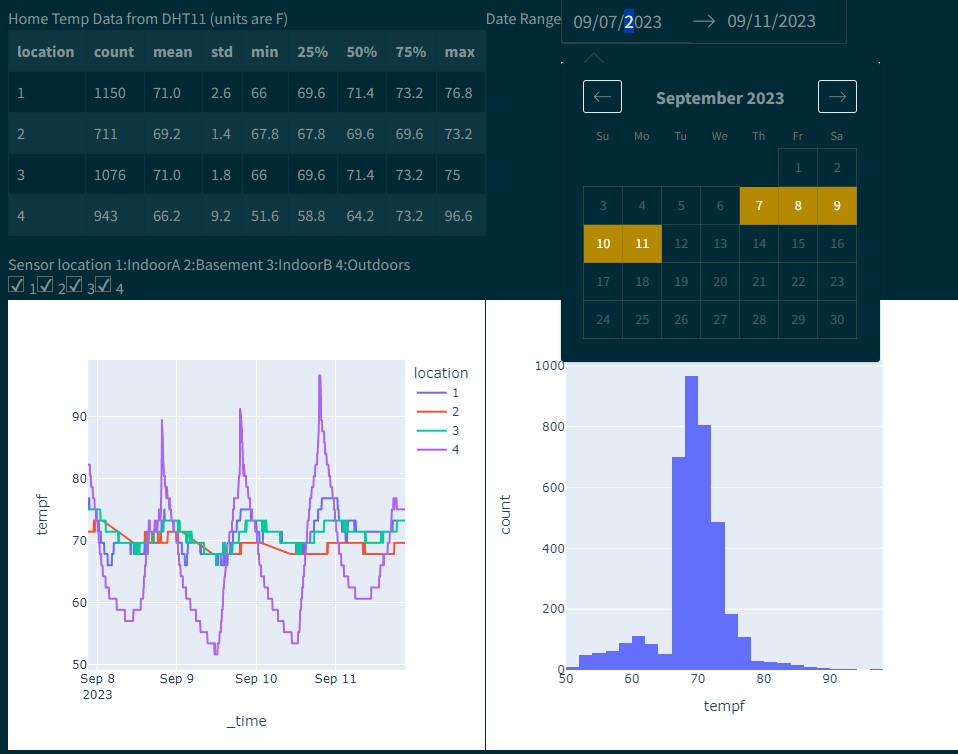 Home Temp Data from DHT11 (units are F)
Date Range 09/07/2023 → 09/11/2023
location count mean std min 25% 50% 75% max
1 1150 71.0 2.6 66 69.6 71.4 73.2 76.8
2 711 69.2 1.4 67.8 67.8 69.6 69.6 73.2
3 1076 71.0 1.8 66 69.6 71.4 73.2 75
4 943 66.2 9.2 51.6 58.8 64.2 73.2 96.6
← September 2023 →
Su Mo Tu We Th Fr Sa
1 2
3 4 5 6 7 8 9
10 11 12 13 14 15 16
17 18 19 20 21 22 23
24 25 26 27 28 29 30
Sensor location 1:IndoorA 2:Basement 3:IndoorB 4:Outdoors
1 2 3 4
location
1
2
3
4
90
80
70
60
50
tempf
Sep 8 Sep 9 Sep 10 Sep 11
2023
_time
1000
800
600
400
200
0
count
50 60 70 80 90
tempf